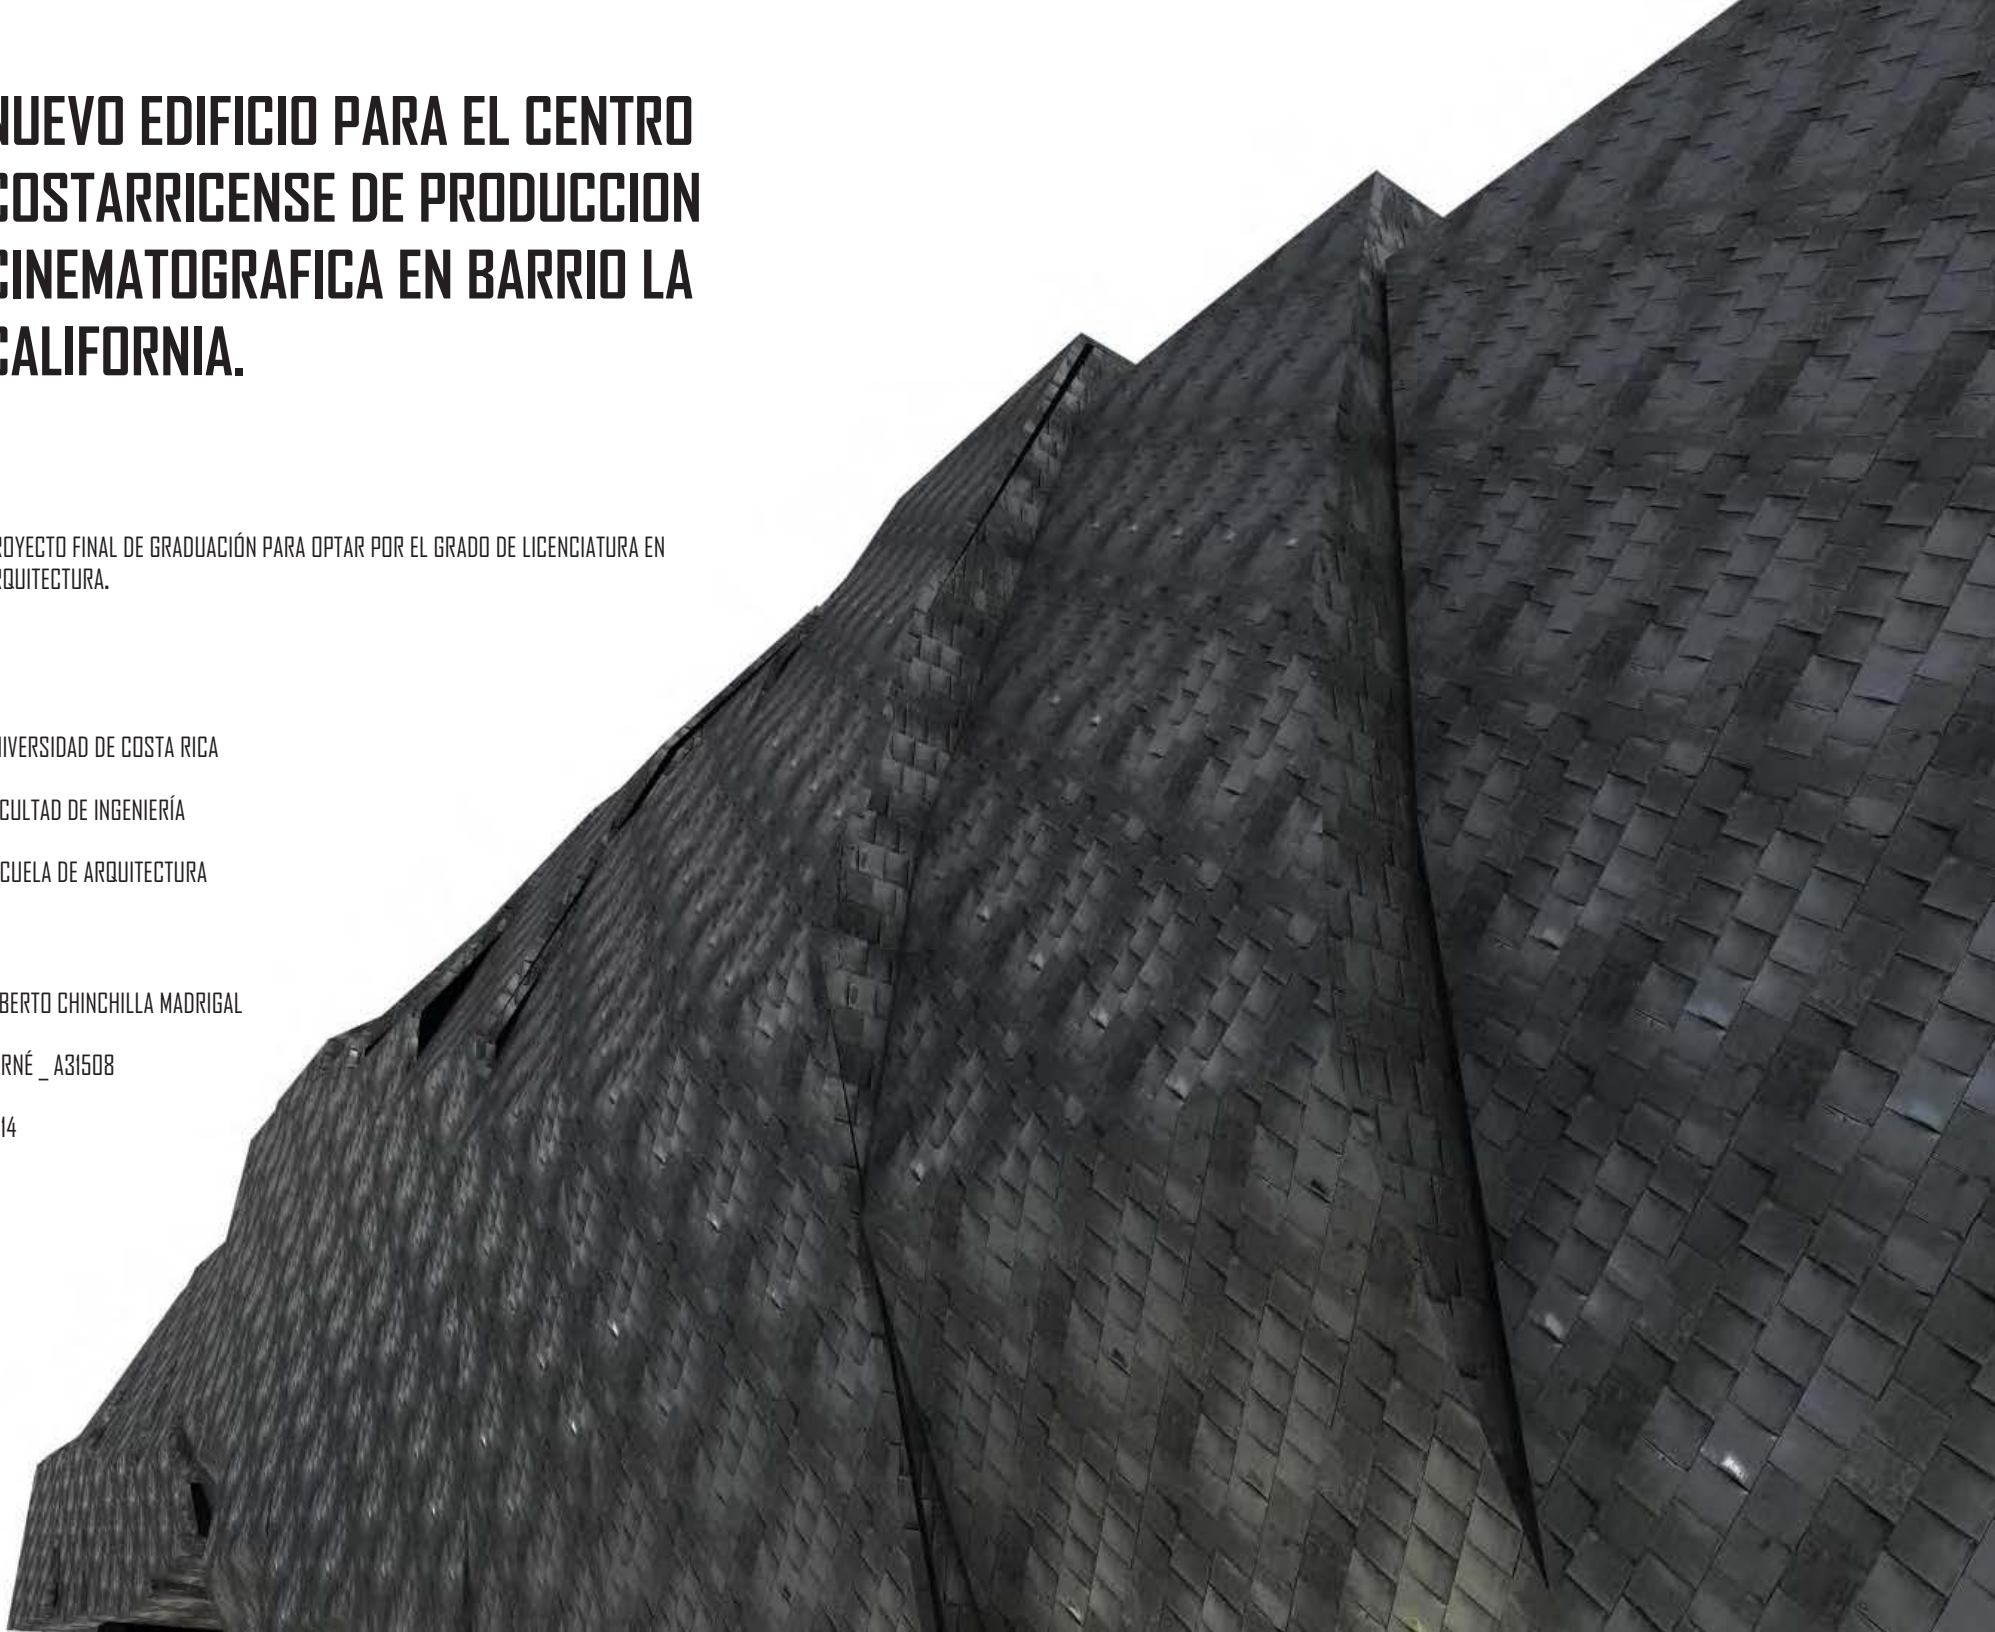 NUEVO EDIFICIO PARA EL CENTRO
COSTARRICENSE DE PRODUCCION
CINEMATOGRAFICA EN BARRIO LA
CALIFORNIA.
ROYECTO FINAL DE GRADUACIÓN PARA OPTAR POR EL GRADO DE LICENCIATURA EN
RQUITECTURA.
NIVERSIDAD DE COSTA RICA
CULTAD DE INGENIERÍA
CUELA DE ARQUITECTURA
BERTO CHINCHILLA MADRIGAL
RNÉ _ A31508
14